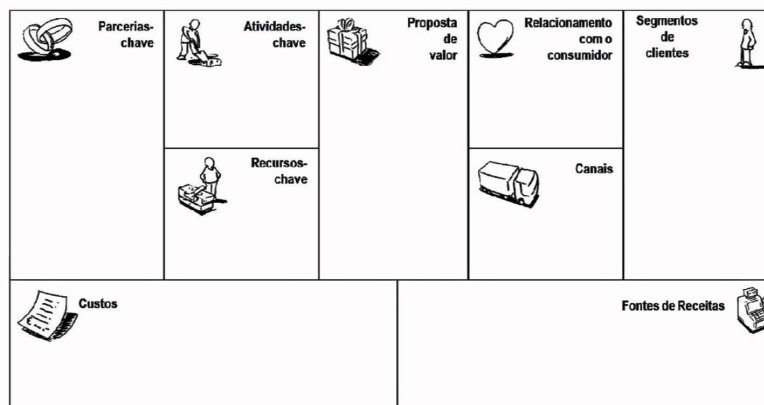 Parcerias-
chave
Atividades-
chave
Recursos-
chave
Proposta
de
valor
Relacionamento
com o
consumidor
Canais
Segmentos
de
clientes
Custos
Fontes de Receitas